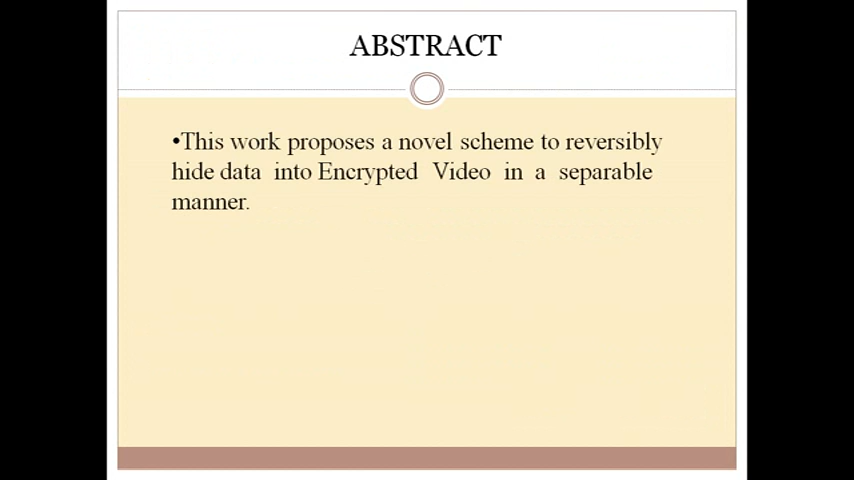 ABSTRACT
•This work proposes a novel scheme to reversibly
hide data into Encrypted Video in a separable
manner.